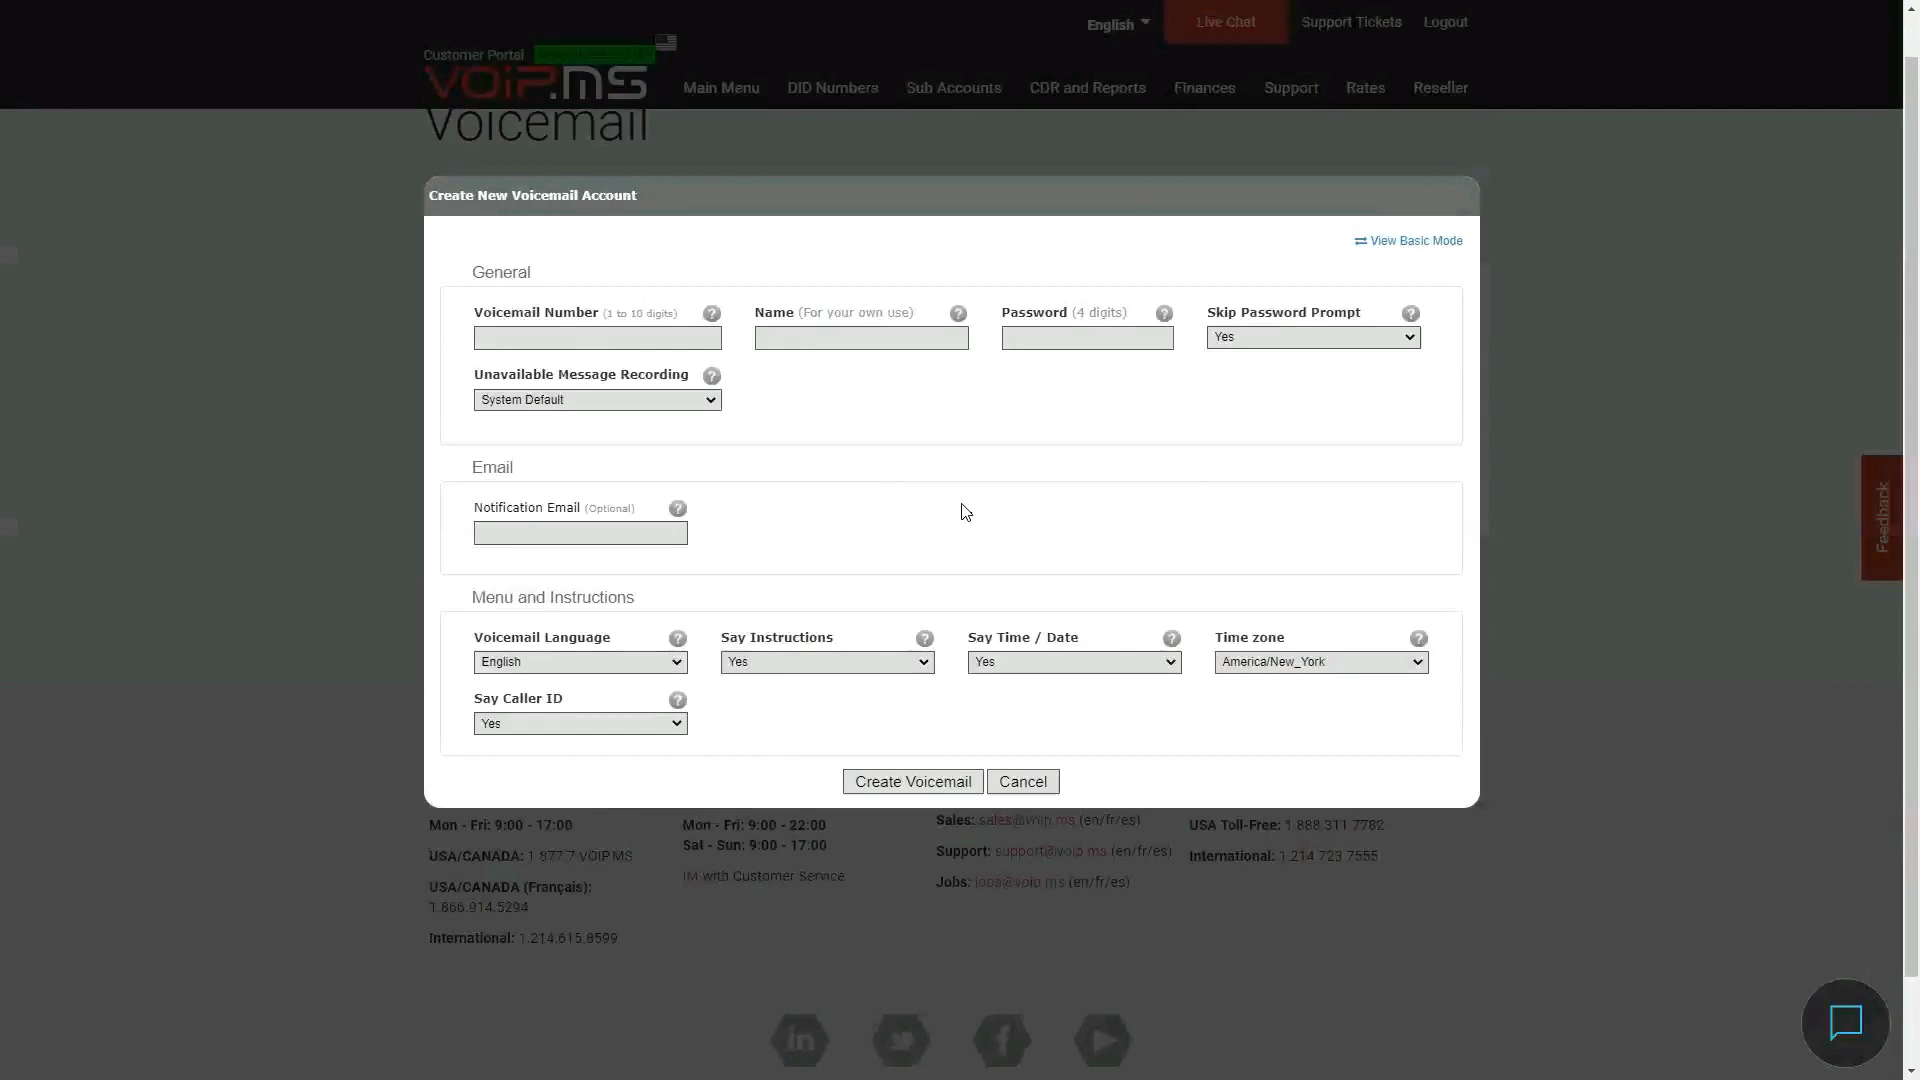 English
Live Chat
Support Tickets
Logout
Customer Portal
VOIP.MS
Main Menu
DID Numbers
Sub Accounts
CDR and Reports
Finances
Support
Rates
Reseller
Voicemail
Create New Voicemail Account
View Basic Mode
General
Voicemail Number (1 to 10 digits)
Name (For your own use)
Password (4 digits)
Skip Password Prompt
Yes
Unavailable Message Recording
System Default
Email
Notification Email (Optional)
Menu and Instructions
Voicemail Language
Say Instructions
Say Time / Date
Time zone
English
Yes
Yes
America/New_York
Say Caller ID
Yes
Create Voicemail
Cancel
Mon - Fri: 9:00 - 17:00
USA/CANADA: 1 877.7 VOIPMS
USA/CANADA (Français):
1.866.914.5294
International: 1.214.615.8599
Mon - Fri: 9:00 - 22:00
Sat - Sun: 9:00 - 17:00
IM with Customer Service
Sales: sales@voip.ms (en/fr/es)
Support: support@voip.ms (en/fr/es)
Jobs: jobs@voip.ms (en/fr/es)
USA Toll-Free: 1 888 311 7782
International: 1.214 723 7555
Feedback
in
f